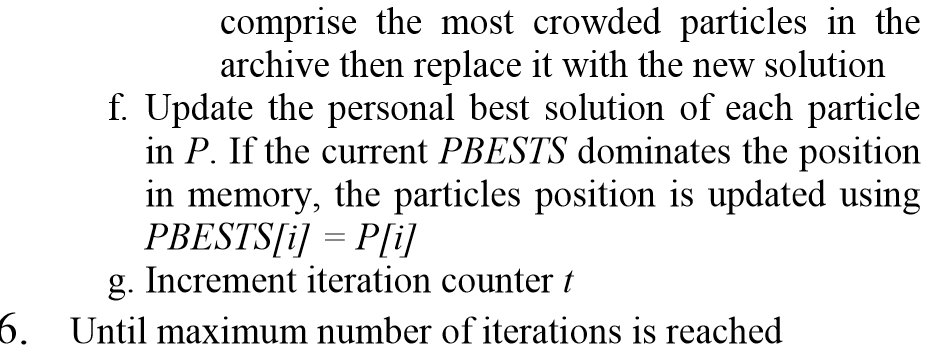 comprise the most crowded particles in the
archive then replace it with the new solution
f. Update the personal best solution of each particle
in P. If the current PBESTS dominates the position
in memory, the particles position is updated using
PBESTS[i] = P[i]
g. Increment iteration counter t
6. Until maximum number of iterations is reached